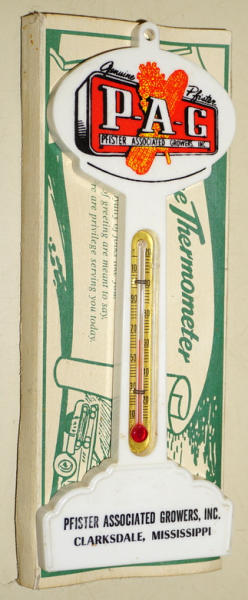 Genuine Pfister
P-A-G
PFISTER ASSOCIATED GROWERS, INC.
Thermometer
of greeting are meant to say,
are privilege serving you today.
PFISTER ASSOCIATED GROWERS, INC.
CLARKSDALE, MISSISSIPPI